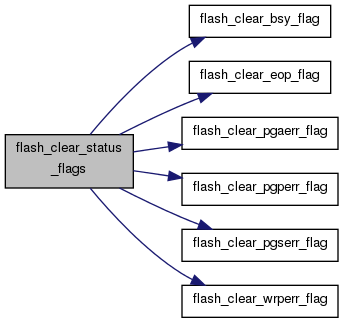 flash_clear_bsy_flag
flash_clear_eop_flag
flash_clear_status
_flags
flash_clear_pgaerr_flag
flash_clear_pgperr_flag
flash_clear_pgserr_flag
flash_clear_wrperr_flag